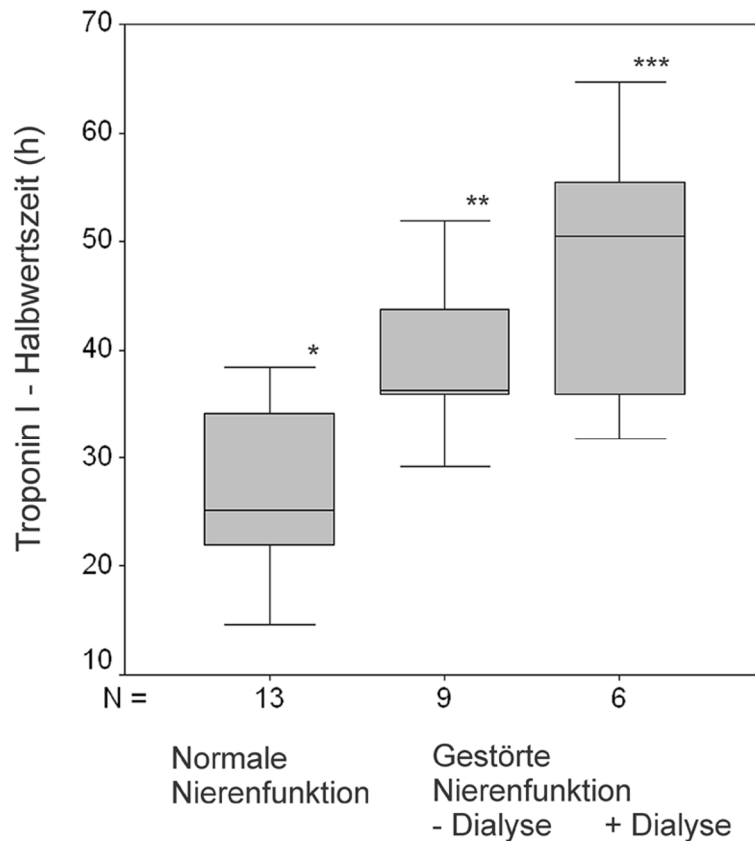 Troponin I - Halbwertszeit (h)
70
60
50
40
30
20
10
*
**
***
N = 13 9 6
Normale
Nierenfunktion
Gestörte
Nierenfunktion
- Dialyse + Dialyse